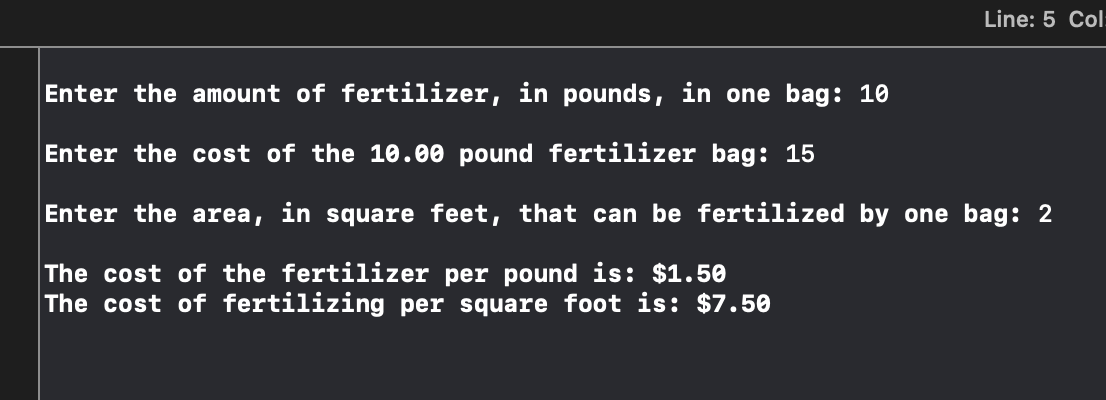 Line: 5 Col:
Enter the amount of fertilizer, in pounds, in one bag: 10
Enter the cost of the 10.00 pound fertilizer bag: 15
Enter the area, in square feet, that can be fertilized by one bag: 2
The cost of the fertilizer per pound is: $1.50
The cost of fertilizing per square foot is: $7.50